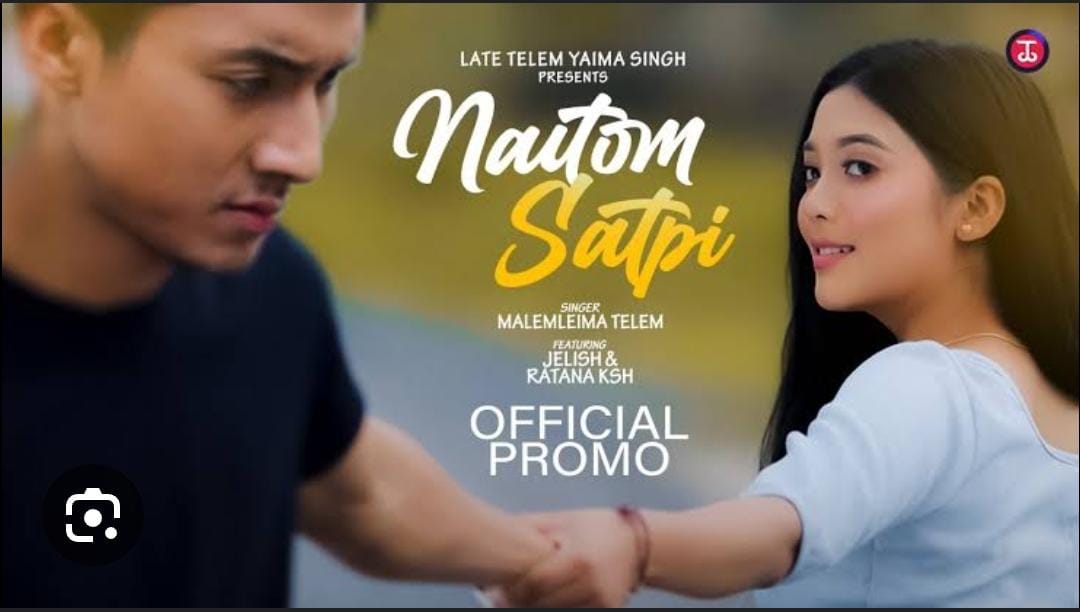 LATE TELEM YAIMA SINGH
PRESENTS
Naitom
Satpi
SINGER
MALEMLEIMA TELEM
FEATURING
JELISH &
RATANA KSH
OFFICIAL
PROMO